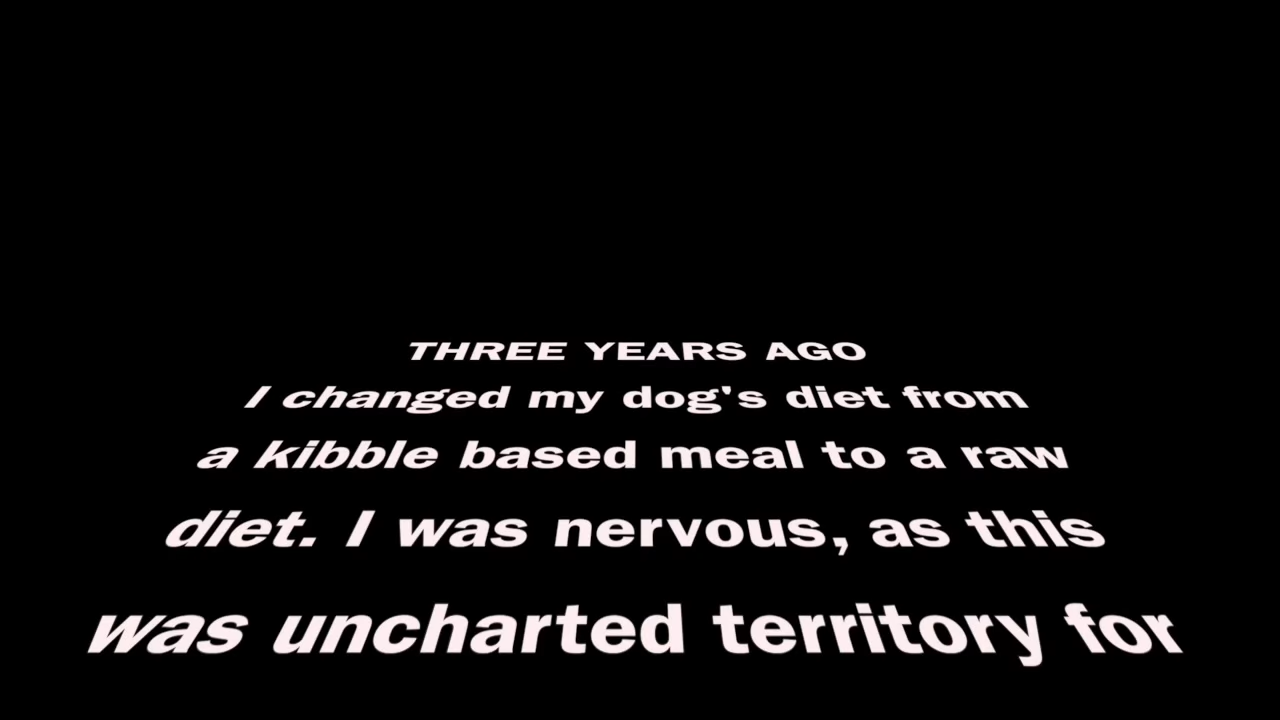 THREE YEARS AGO
I changed my dog's diet from
a kibble based meal to a raw
diet. I was nervous, as this
was uncharted territory for